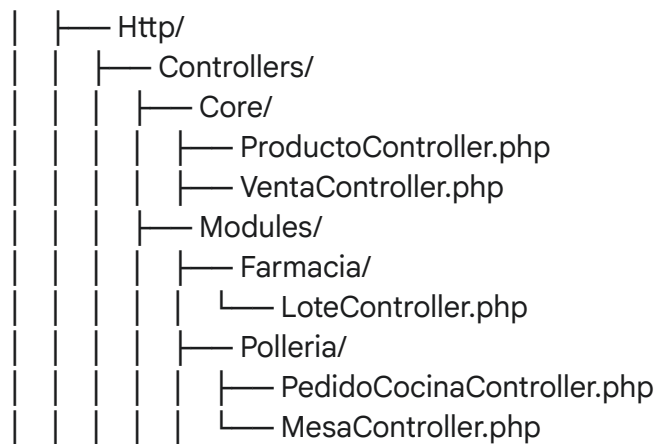 │ ├── Http/
│ │ ├── Controllers/
│ │ │ ├── Core/
│ │ │ │ ├── ProductoController.php
│ │ │ │ ├── VentaController.php
│ │ │ ├── Modules/
│ │ │ │ ├── Farmacia/
│ │ │ │ │ └── LoteController.php
│ │ │ │ ├── Polleria/
│ │ │ │ │ ├── PedidoCocinaController.php
│ │ │ │ │ └── MesaController.php